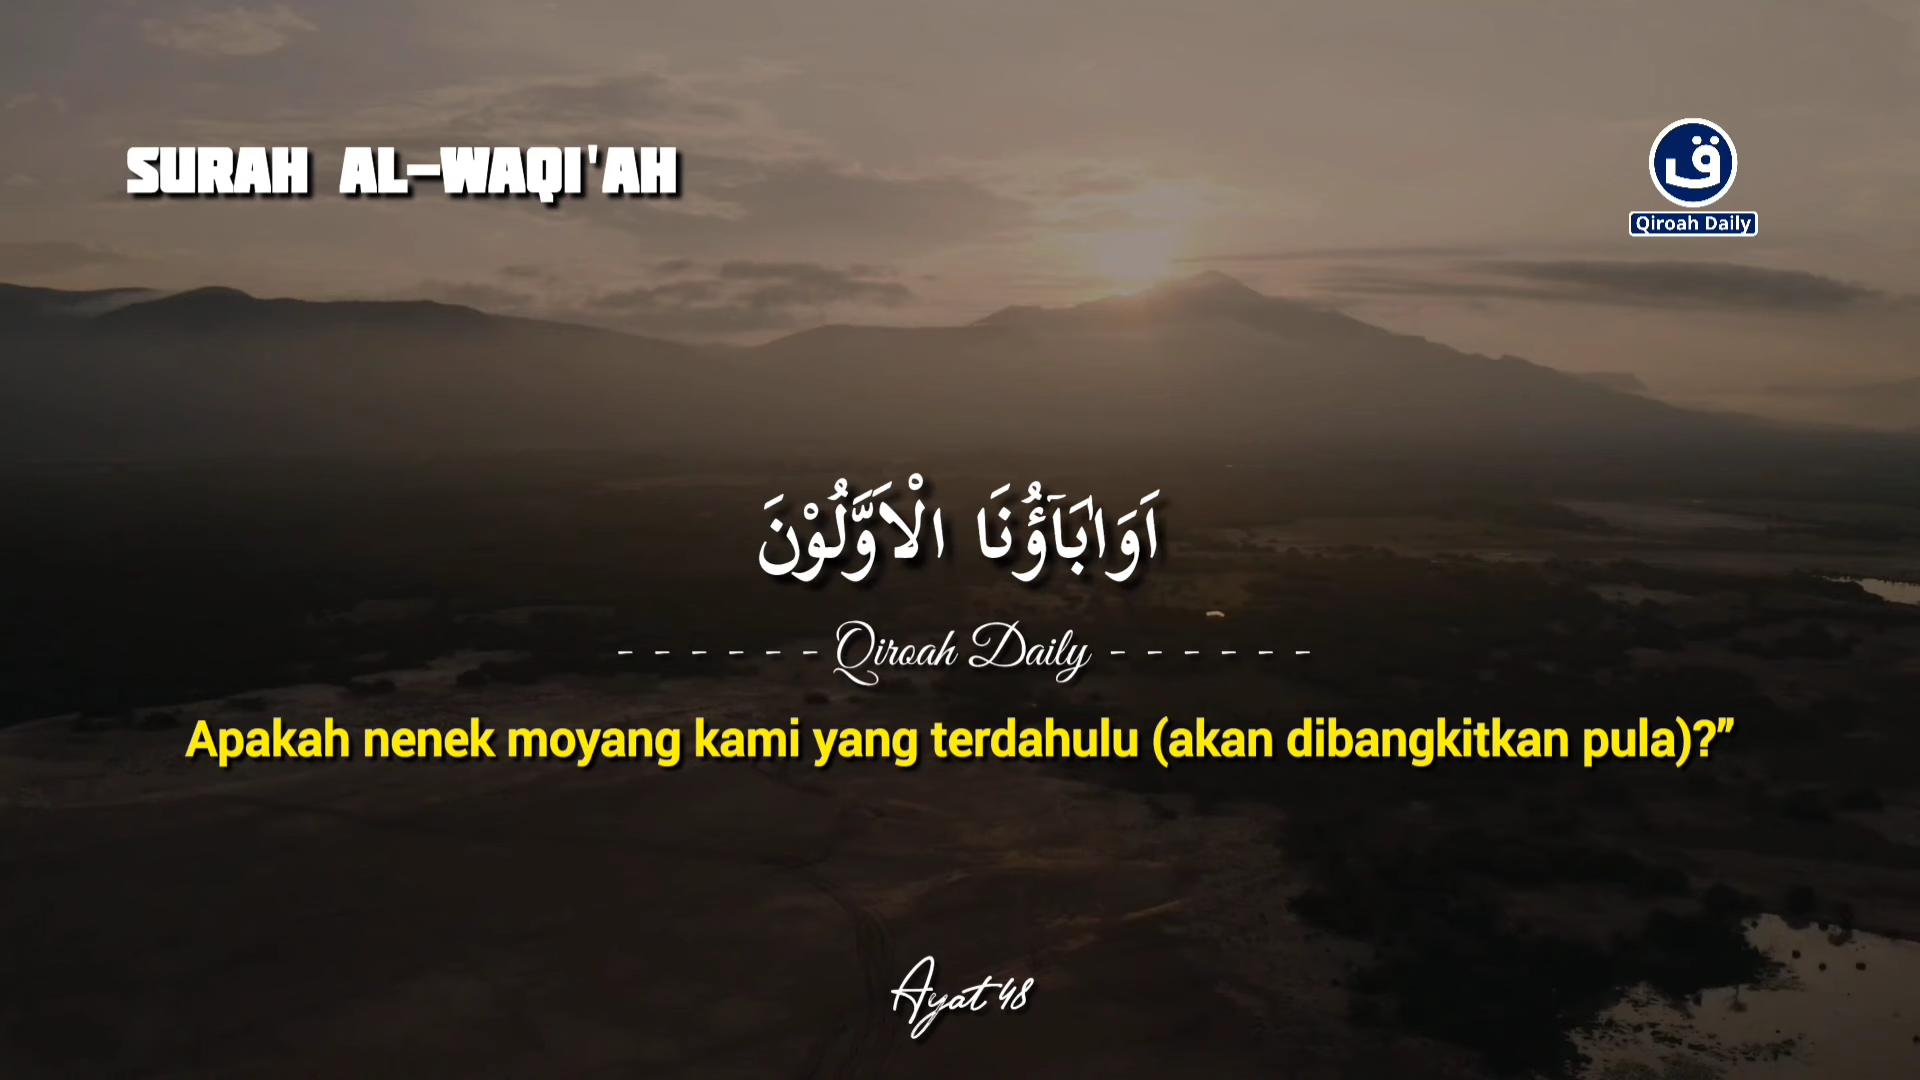 SURAH AL-WAQI'AH
ق
Qiroah Daily
اَوَاٰبَاۤؤُنَا الْاَوَّلُوْنَ
- - - - - - Qiroah Daily - - - - - -
Apakah nenek moyang kami yang terdahulu (akan dibangkitkan pula)?”
Ayat 48